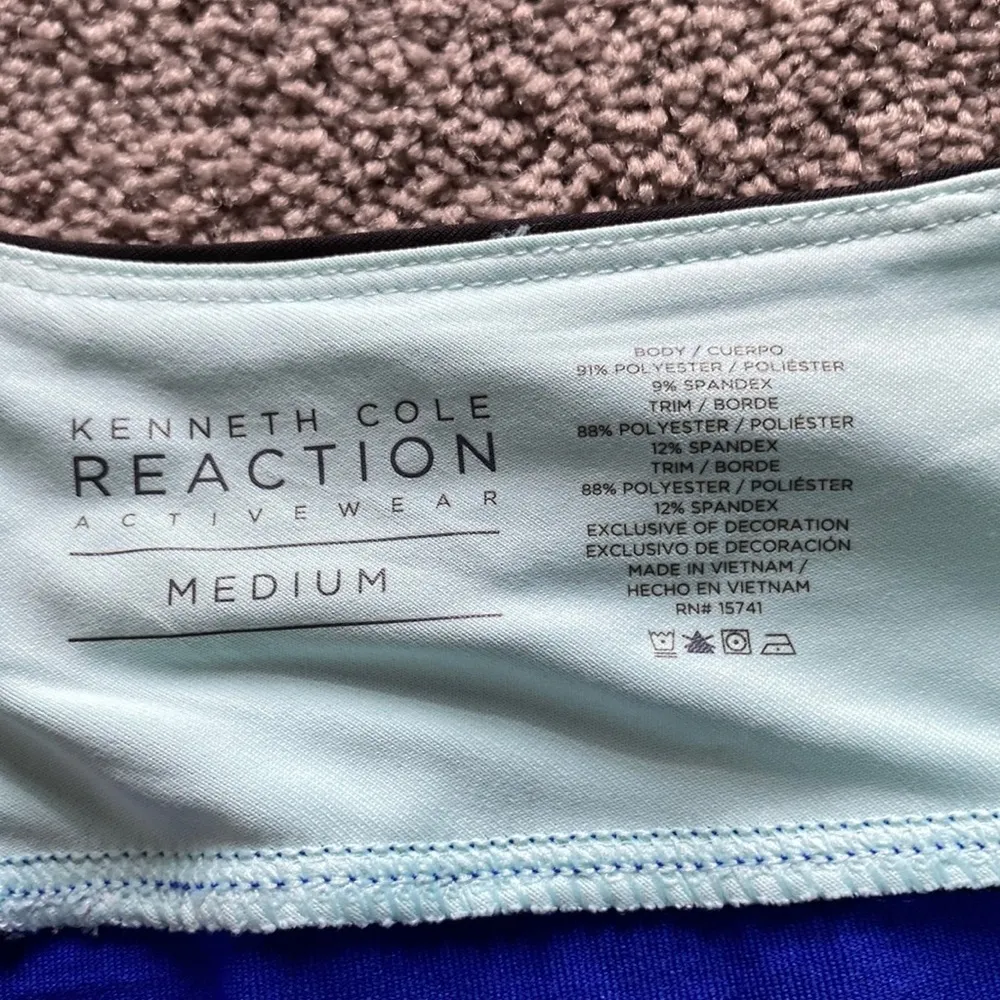 KENNETH COLE
REACTION
ACTIVEWEAR
MEDIUM
BODY / CUERPO
91% POLYESTER / POLIÉSTER
9% SPANDEX
TRIM / BORDE
88% POLYESTER / POLIÉSTER
12% SPANDEX
TRIM / BORDE
88% POLYESTER / POLIÉSTER
12% SPANDEX
EXCLUSIVE OF DECORATION
EXCLUSIVO DE DECORACIÓN
MADE IN VIETNAM /
HECHO EN VIETNAM
RN# 15741